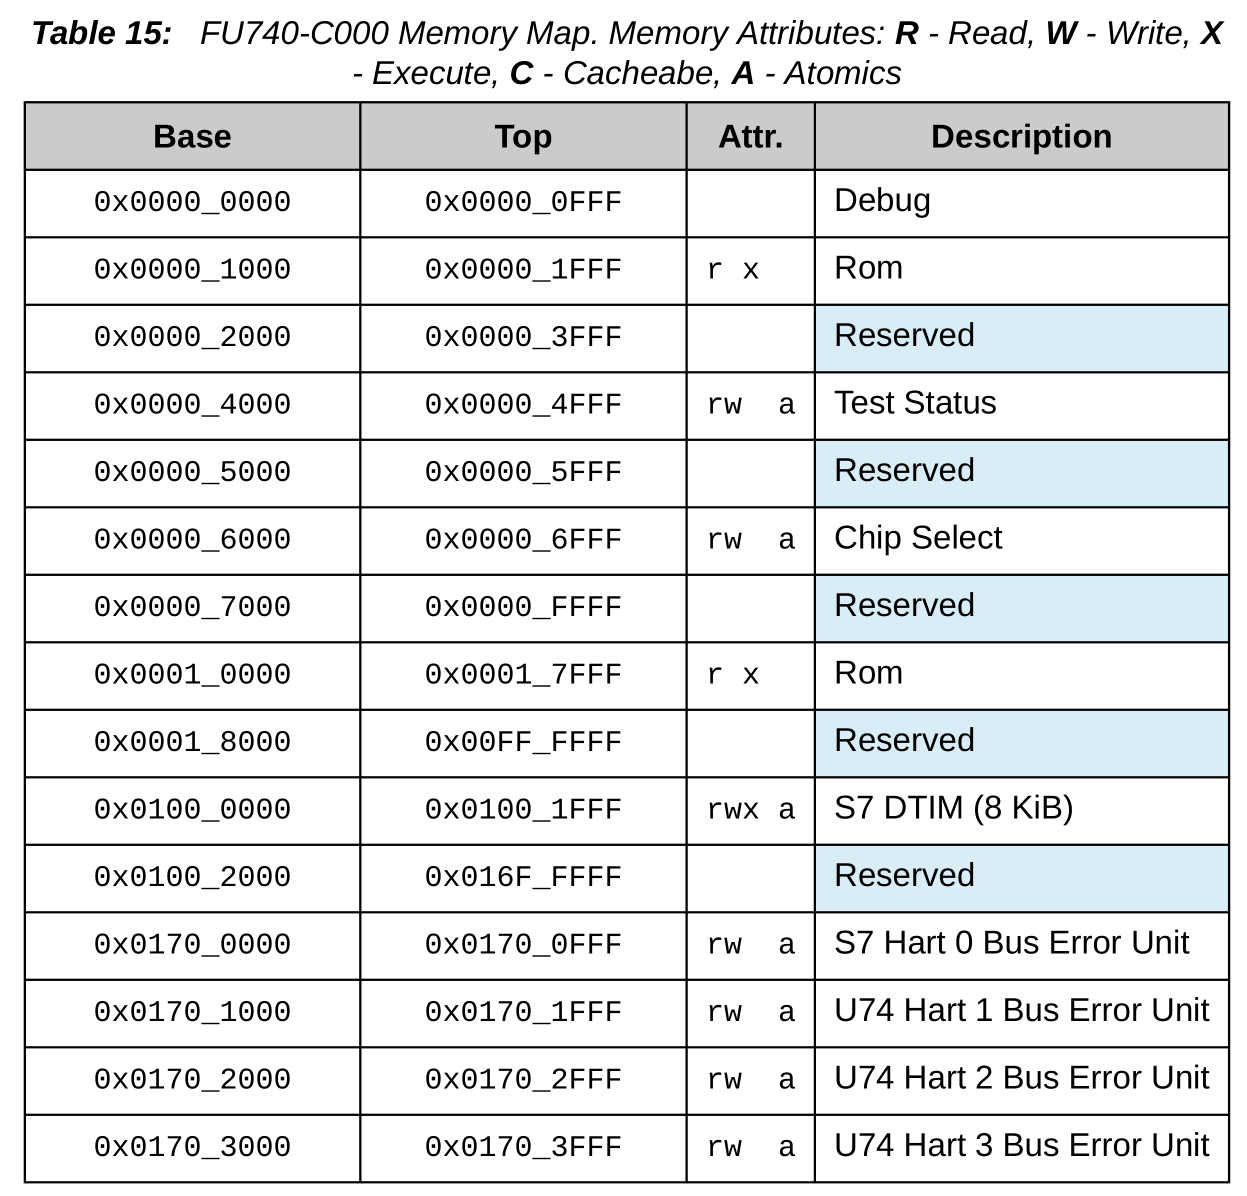 Table 15: FU740-C000 Memory Map. Memory Attributes: R - Read, W - Write, X
- Execute, C - Cacheabe, A - Atomics
Base Top Attr. Description
0x0000_0000 0x0000_0FFF Debug
0x0000_1000 0x0000_1FFF r x Rom
0x0000_2000 0x0000_3FFF Reserved
0x0000_4000 0x0000_4FFF rw  a Test Status
0x0000_5000 0x0000_5FFF Reserved
0x0000_6000 0x0000_6FFF rw  a Chip Select
0x0000_7000 0x0000_FFFF Reserved
0x0001_0000 0x0001_7FFF r x Rom
0x0001_8000 0x00FF_FFFF Reserved
0x0100_0000 0x0100_1FFF rwx a S7 DTIM (8 KiB)
0x0100_2000 0x016F_FFFF Reserved
0x0170_0000 0x0170_0FFF rw  a S7 Hart 0 Bus Error Unit
0x0170_1000 0x0170_1FFF rw  a U74 Hart 1 Bus Error Unit
0x0170_2000 0x0170_2FFF rw  a U74 Hart 2 Bus Error Unit
0x0170_3000 0x0170_3FFF rw  a U74 Hart 3 Bus Error Unit